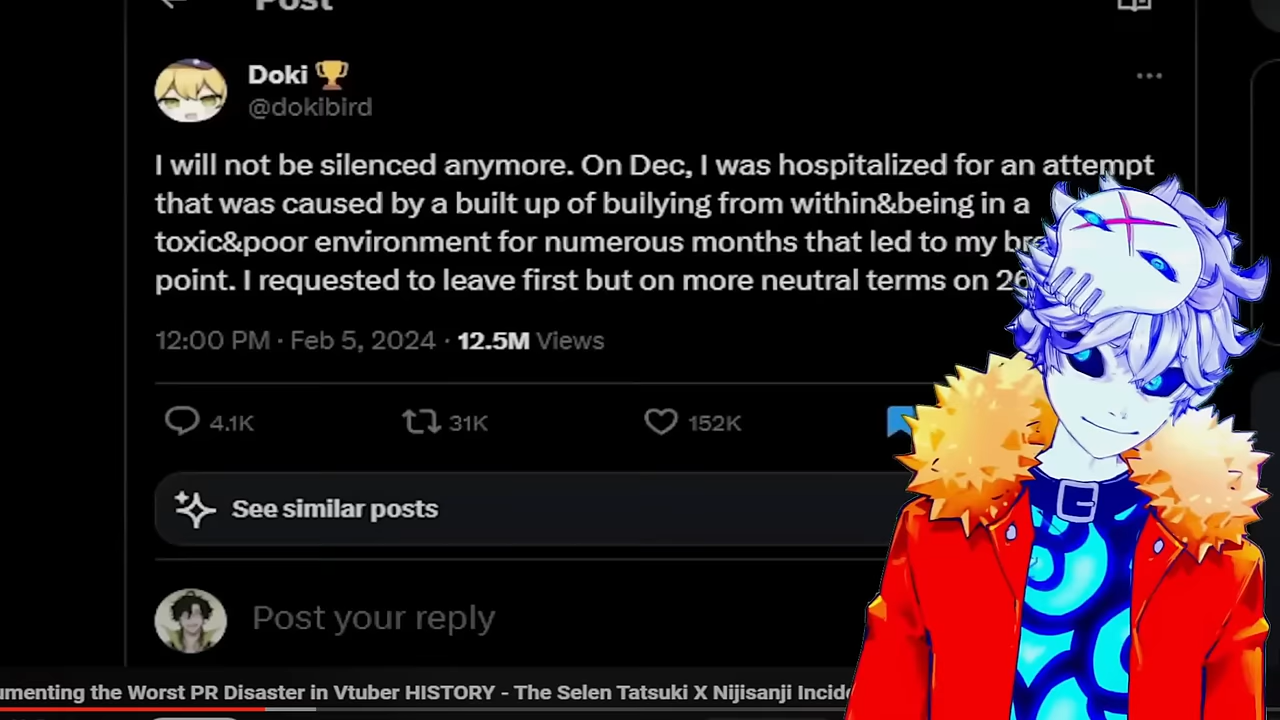 Post
Doki 🏆
@dokibird
I will not be silenced anymore. On Dec, I was hospitalized for an attempt
that was caused by a built up of bullying from within&being in a
toxic&poor environment for numerous months that led to my
point. I requested to leave first but on more neutral terms on
12:00 PM · Feb 5, 2024 · 12.5M Views
4.1K 31K 152K
See similar posts
Post your reply
the Worst PR Disaster in Vtuber HISTORY - The Selen Tatsuki X Nijisanji